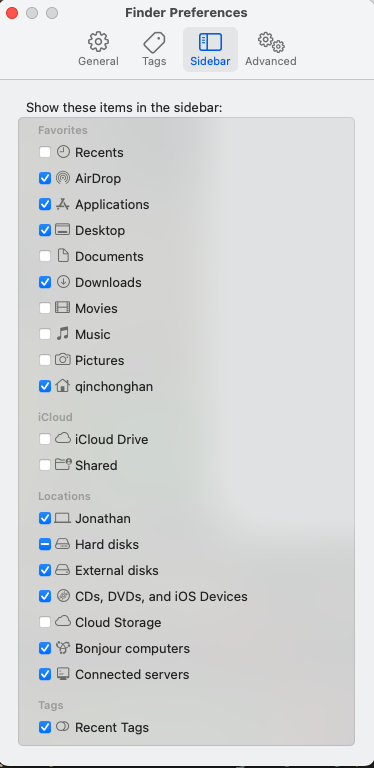 Finder Preferences
General
Tags
Sidebar
Advanced
Show these items in the sidebar:
Favorites
Recents
AirDrop
Applications
Desktop
Documents
Downloads
Movies
Music
Pictures
qinchonghan
iCloud
iCloud Drive
Shared
Locations
Jonathan
Hard disks
External disks
CDs, DVDs, and iOS Devices
Cloud Storage
Bonjour computers
Connected servers
Tags
Recent Tags